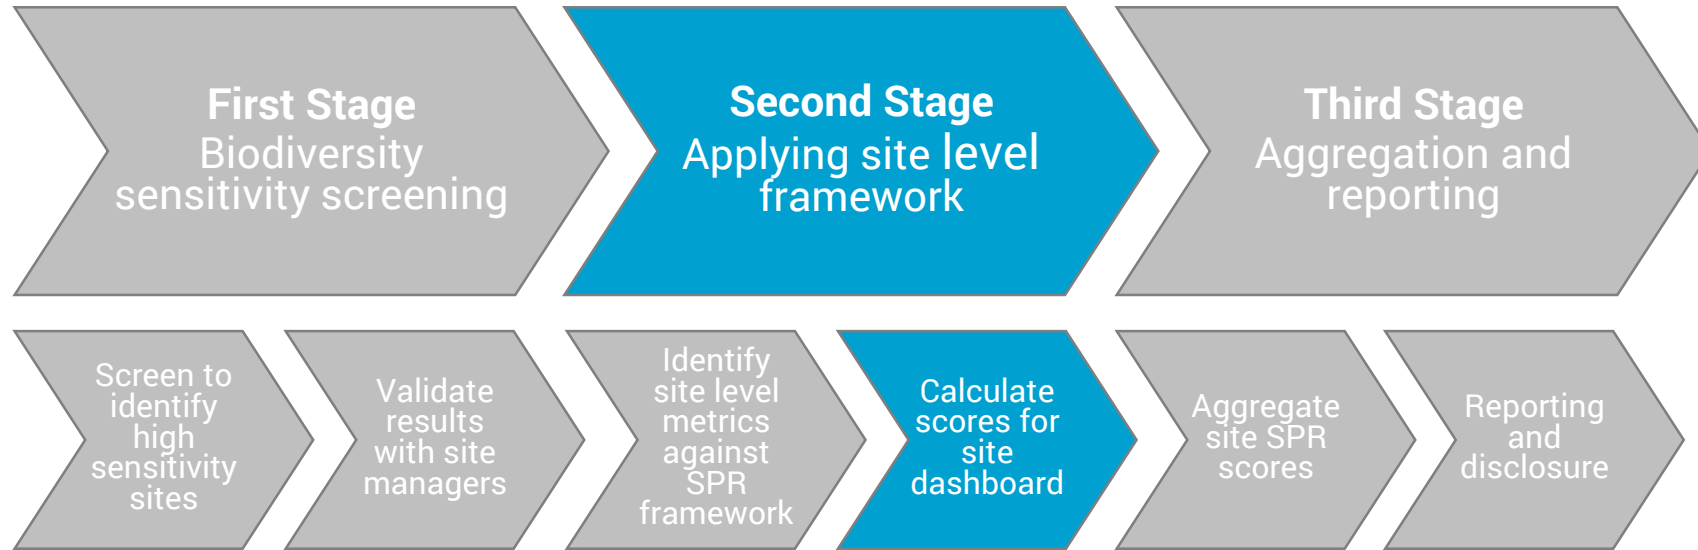 First Stage
Biodiversity
sensitivity screening
Second Stage
Applying site level
framework
Third Stage
Aggregation and
reporting
Screen to
identify
high
sensitivity
sites
Validate
results
with site
managers
Identify
site level
metrics
against
SPR
framework
Calculate
scores for
site
dashboard
Aggregate
site SPR
scores
Reporting
and
disclosure